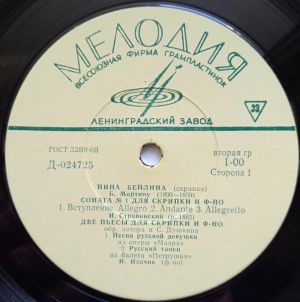 МЕЛОДИЯ
ВСЕСОЮЗНАЯ ФИРМА ГРАМПЛАСТИНОК
33
ЛЕНИНГРАДСКИЙ ЗАВОД
ГОСТ 5289-68
вторая гр
Д-024725
1-00
Сторона 1
НИНА БЕЙЛИНА (скрипка)
Б. Мартину (1890—1959)
СОНАТА № 1 ДЛЯ СКРИПКИ И Ф-НО
1. Вступление. Allegro 2. Andante 3. Allegretto
И. Стравинский (р. 1882)
ДВЕ ПЬЕСЫ ДЛЯ СКРИПКИ И Ф-НО
обр. автора и С. Душкина
1. Песня русской девушки
из оперы «Мавра»
2. Русский танец
из балета «Петрушка»
И. (ф-но)